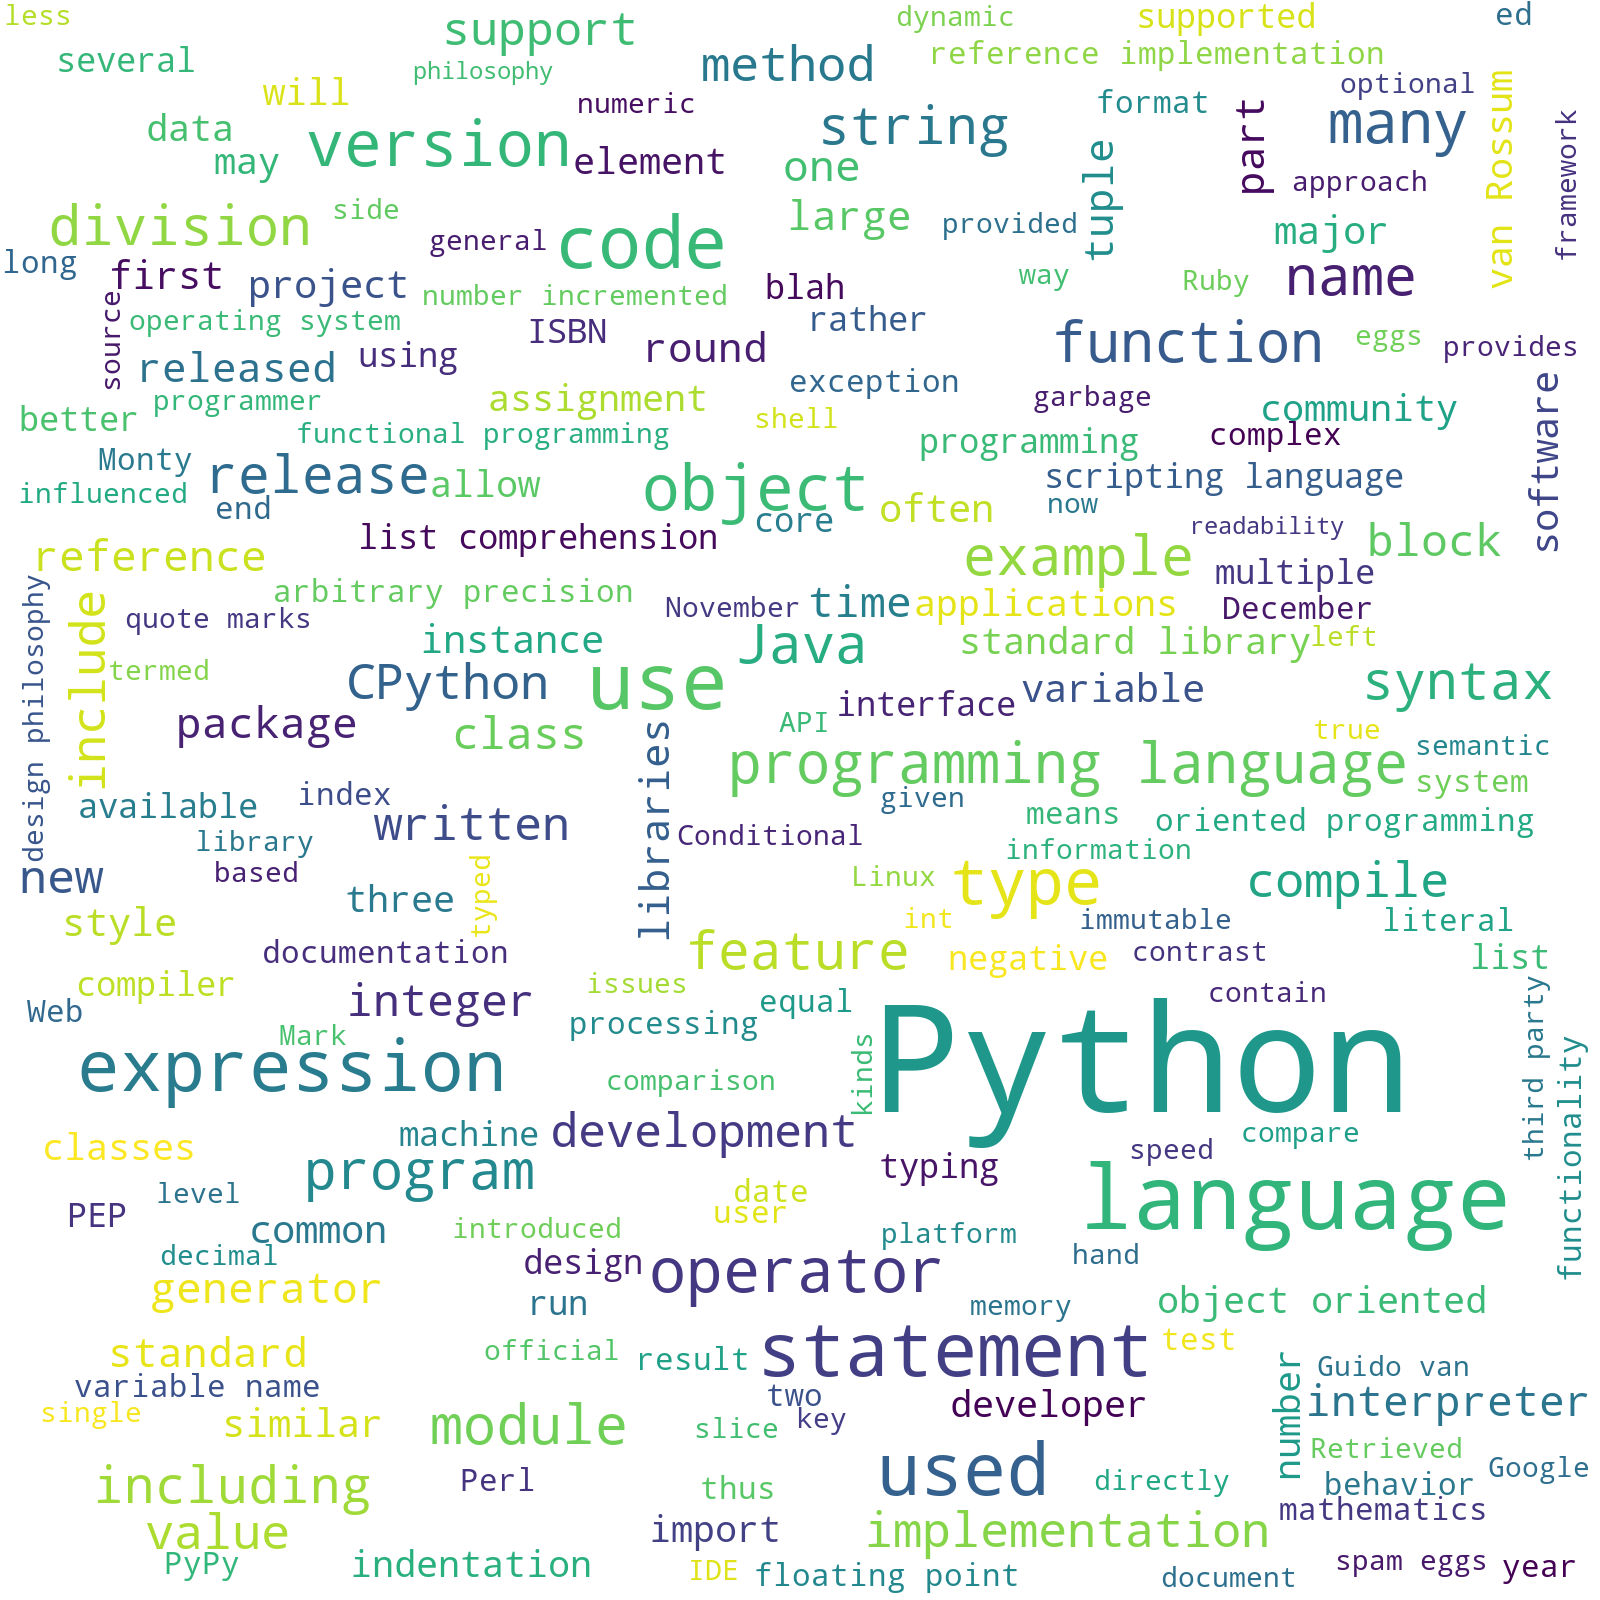 less
support
dynamic
supported
ed
several
philosophy
method
reference implementation
will
numeric
optional
data
version
string
format
part
many
van Rossum
framework
may
element
one
tuple
approach
division
side
large
provided
major
general
code
long
first
project
number incremented
blah
way
Ruby
name
source
operating system
ISBN
rather
function
eggs
provides
released
using
round
exception
garbage
software
better
programmer
assignment
shell
community
functional programming
programming
complex
Monty
release
allow
object
scripting language
influenced
end
core
often
now
readability
list comprehension
block
reference
example
multiple
design philosophy
include
arbitrary precision
November
time
applications
December
quote marks
instance
Java
standard library
left
termed
CPython
use
interface
variable
syntax
package
class
libraries
API
true
programming language
semantic
system
available
index
given
means
oriented programming
library
written
Conditional
information
new
based
three
typed
Linux
type
compile
style
int
immutable
literal
documentation
feature
negative
contrast
list
compiler
issues
equal
contain
third party
Web
integer
processing
Python
Mark
kinds
functionality
expression
comparison
classes
machine
development
speed
compare
program
typing
language
PEP
level
date
user
common
introduced
platform
decimal
design
operator
hand
generator
run
memory
object oriented
standard
official
result
statement
test
variable name
two
number
Guido van
single
similar
module
slice
key
developer
interpreter
Retrieved
including
Perl
thus
used
directly
behavior
Google
value
import
implementation
mathematics
PyPy
indentation
IDE
floating point
document
spam eggs
year